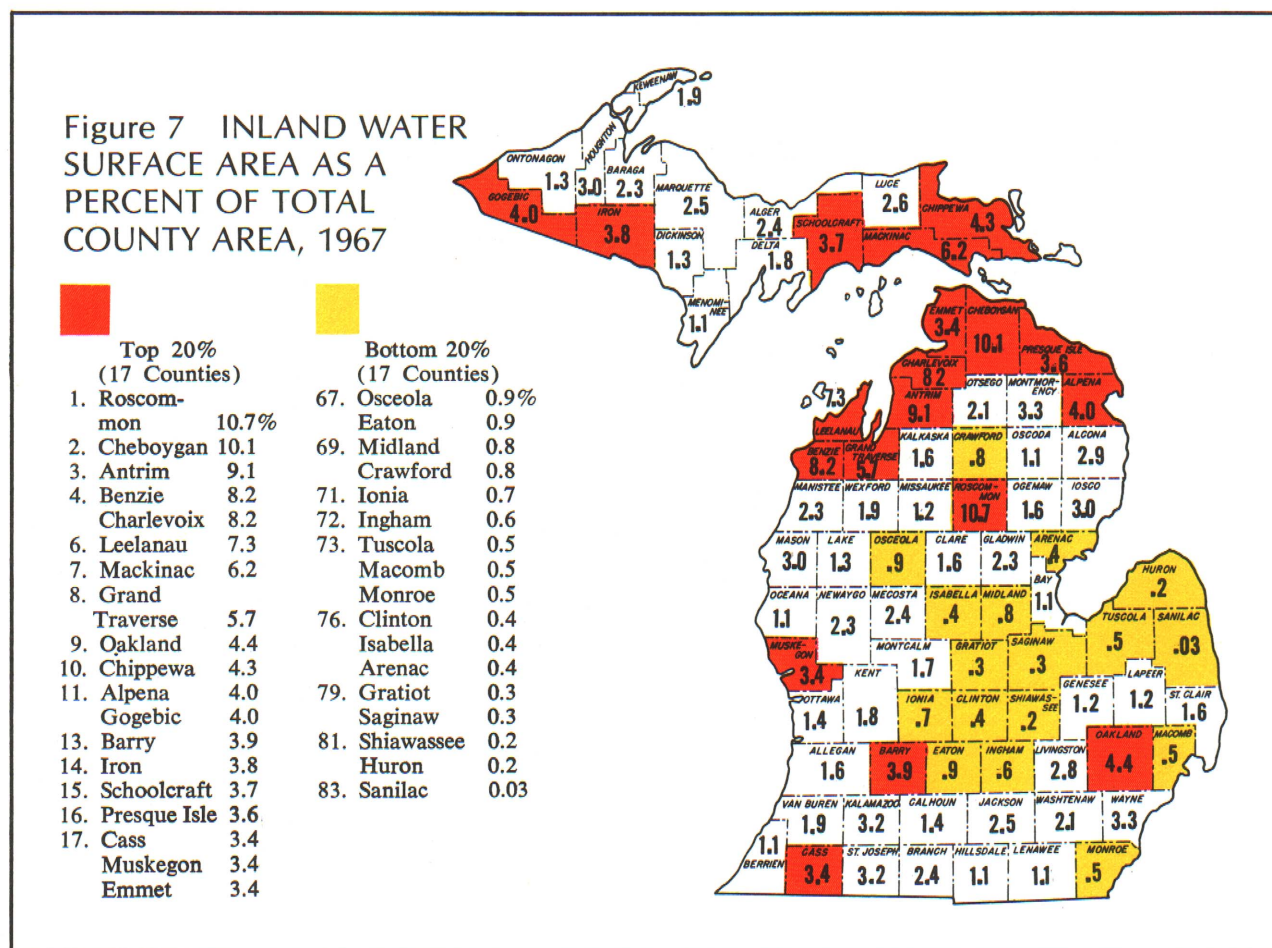 Figure 7 INLAND WATER
SURFACE AREA AS A
PERCENT OF TOTAL
COUNTY AREA, 1967
Top 20%
(17 Counties)
1. Roscom-
mon 10.7%
2. Cheboygan 10.1
3. Antrim 9.1
4. Benzie 8.2
Charlevoix 8.2
6. Leelanau 7.3
7. Mackinac 6.2
8. Grand
Traverse 5.7
9. Oakland 4.4
10. Chippewa 4.3
11. Alpena 4.0
Gogebic 4.0
13. Barry 3.9
14. Iron 3.8
15. Schoolcraft 3.7
16. Presque Isle 3.6
17. Cass 3.4
Muskegon 3.4
Emmet 3.4
Bottom 20%
(17 Counties)
67. Osceola 0.9%
Eaton 0.9
69. Midland 0.8
Crawford 0.8
71. Ionia 0.7
72. Ingham 0.6
73. Tuscola 0.5
Macomb 0.5
Monroe 0.5
76. Clinton 0.4
Isabella 0.4
Arenac 0.4
79. Gratiot 0.3
Saginaw 0.3
81. Shiawassee 0.2
Huron 0.2
83. Sanilac 0.03
KEWEENAW
1.9
HOUGHTON
3.0
ONTONAGON
1.3
BARAGA
2.3
GOGEBIC
4.0
IRON
3.8
MARQUETTE
2.5
DICKINSON
1.3
MENOMI-
NEE
1.1
ALGER
2.4
DELTA
1.8
SCHOOLCRAFT
3.7
LUCE
2.6
CHIPPEWA
4.3
MACKINAC
6.2
EMMET
3.4
CHEBOYGAN
10.1
PRESQUE ISLE
3.6
CHARLEVOIX
8 2
7.3
LEELANAU
ANTRIM
9.1
OTSEGO
2.1
MONTMOR-
ENCY
3.3
ALPENA
4.0
BENZIE
8.2
GRAND
TRAVERSE
5.7
KALKASKA
1.6
CRAWFORD
.8
OSCODA
1.1
ALCONA
2.9
MANISTEE
2.3
WEXFORD
1.9
MISSAUKEE
1.2
ROSCOM-
MON
10.7
OGEMAW
1.6
IOSCO
3.0
MASON
3.0
LAKE
1.3
OSCEOLA
.9
CLARE
1.6
GLADWIN
2.3
ARENAC
.4
OCEANA
1.1
NEWAYGO
2.3
MECOSTA
2.4
ISABELLA
.4
MIDLAND
.8
BAY
1.1
HURON
.2
MUSKE-
GON
3.4
MONTCALM
1.7
GRATIOT
.3
SAGINAW
.3
TUSCOLA
.5
SANILAC
.03
OTTAWA
1.4
KENT
1.8
IONIA
.7
CLINTON
.4
SHIAWAS-
SEE
.2
GENESEE
1.2
LAPEER
1.2
ST. CLAIR
1.6
ALLEGAN
1.6
BARRY
3.9
EATON
.9
INGHAM
.6
LIVINGSTON
2.8
OAKLAND
4.4
MACOMB
.5
VAN BUREN
1.9
KALAMAZOO
3.2
CALHOUN
1.4
JACKSON
2.5
WASHTENAW
2.1
WAYNE
3.3
1.1
BERRIEN
CASS
3.4
ST. JOSEPH
3.2
BRANCH
2.4
HILLSDALE
1.1
LENAWEE
1.1
MONROE
.5